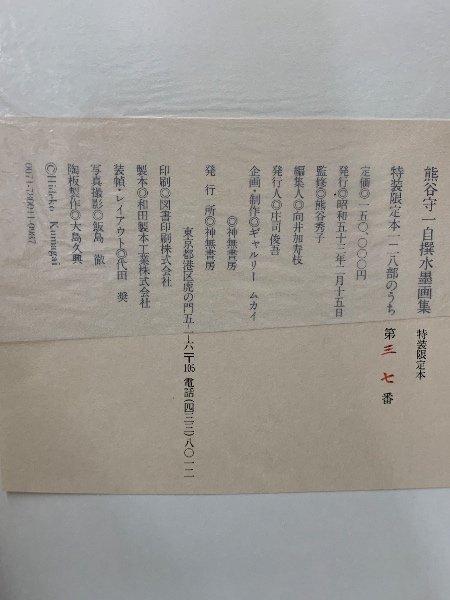 熊谷守一自撰水墨画集 特装限定本
特装限定本一二八部のうち 第三七番
定価◎一五〇、〇〇〇円
発行◎昭和五十三年二月十五日
監修◎熊谷秀子
編集人◎向井加寿枝
発行人◎庄司俊吾
企画・制作◎ギャルリー ムカイ
◎神無書房
発行所◎神無書房
東京都港区虎の門五―十六〒105 電話(四三三)八〇一二
印刷◎図書印刷株式会社
製本◎和田製本工業株式会社
装幀・レイアウト◎代田 奬
写真撮影◎飯島 徹
陶板製作◎大島久興
©Hideko Kumagai